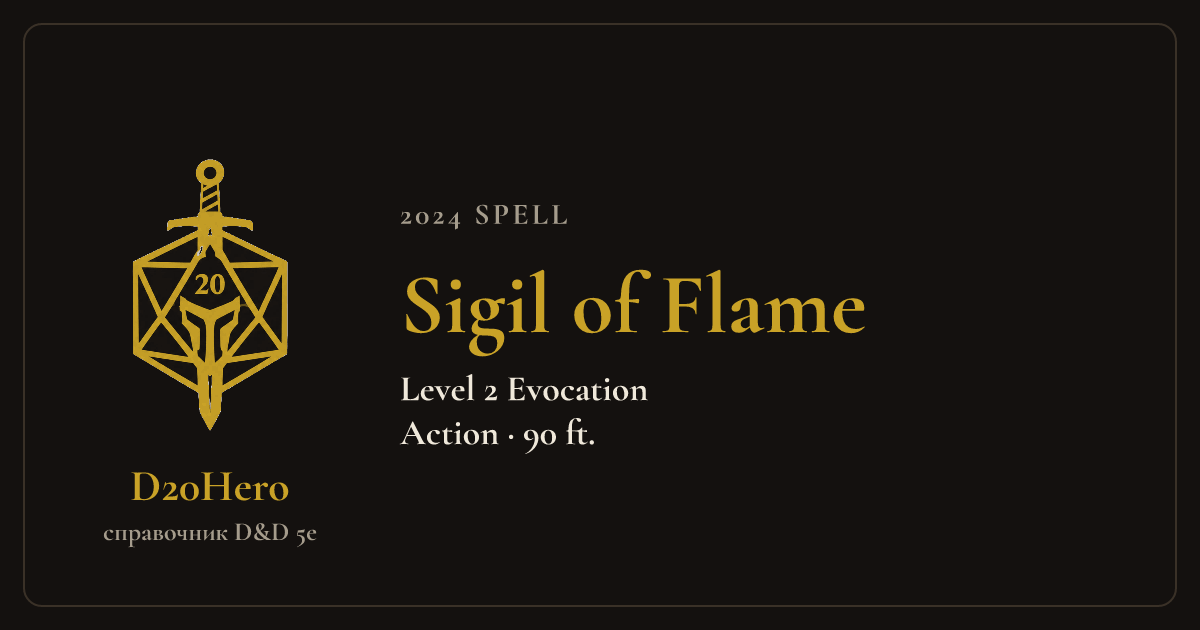 20
D20Hero
справочник D&D 5e
2024 SPELL
Sigil of Flame
Level 2 Evocation
Action · 90 ft.